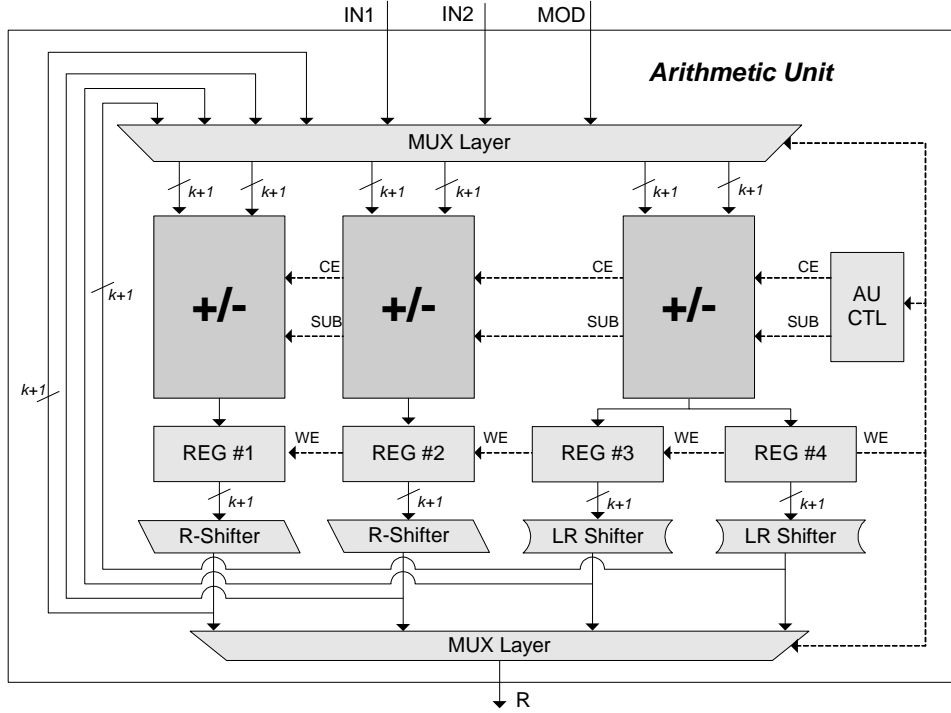 IN1 IN2 MOD
Arithmetic Unit
MUX Layer
k+1 k+1 k+1 k+1 k+1 k+1
CE CE CE
k+1
+/- +/- +/- AU
CTL
SUB SUB SUB
k+1
REG #1 WE REG #2 WE REG #3 WE REG #4 WE
k+1 k+1 k+1 k+1
R-Shifter R-Shifter LR Shifter LR Shifter
MUX Layer
R